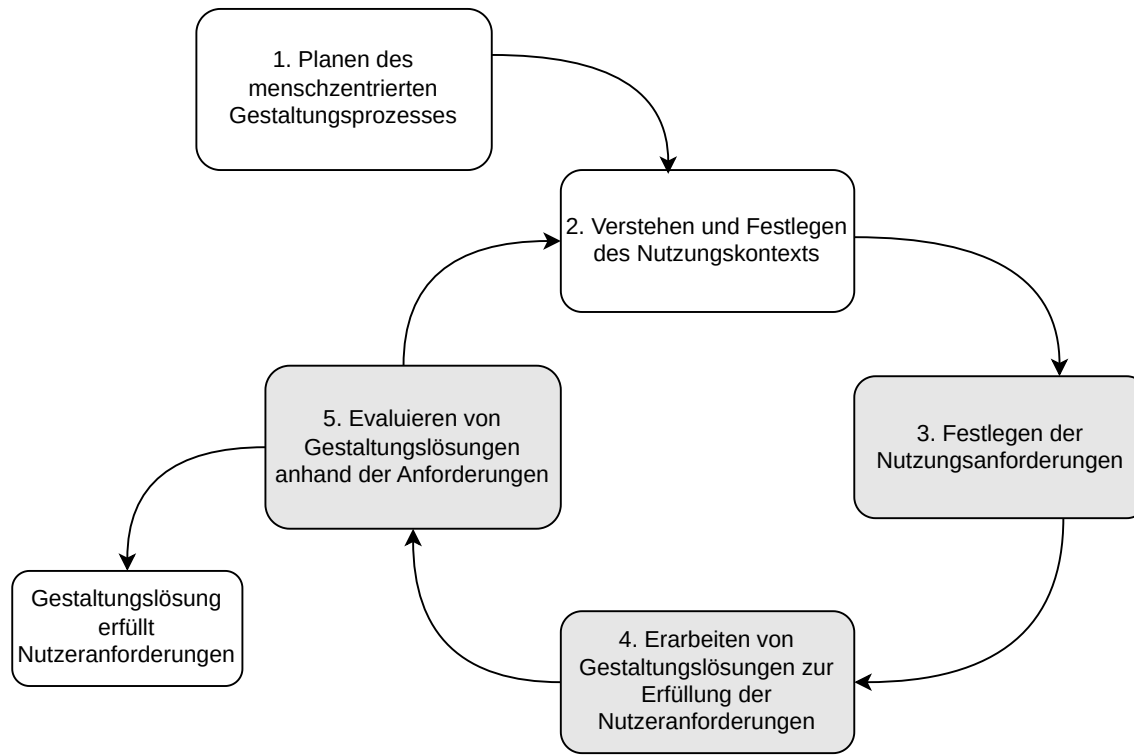 1. Planen des
menschzentrierten
Gestaltungsprozesses
2. Verstehen und Festlegen
des Nutzungskontexts
3. Festlegen der
Nutzungsanforderungen
4. Erarbeiten von
Gestaltungslösungen zur
Erfüllung der
Nutzeranforderungen
5. Evaluieren von
Gestaltungslösungen
anhand der Anforderungen
Gestaltungslösung
erfüllt
Nutzeranforderungen